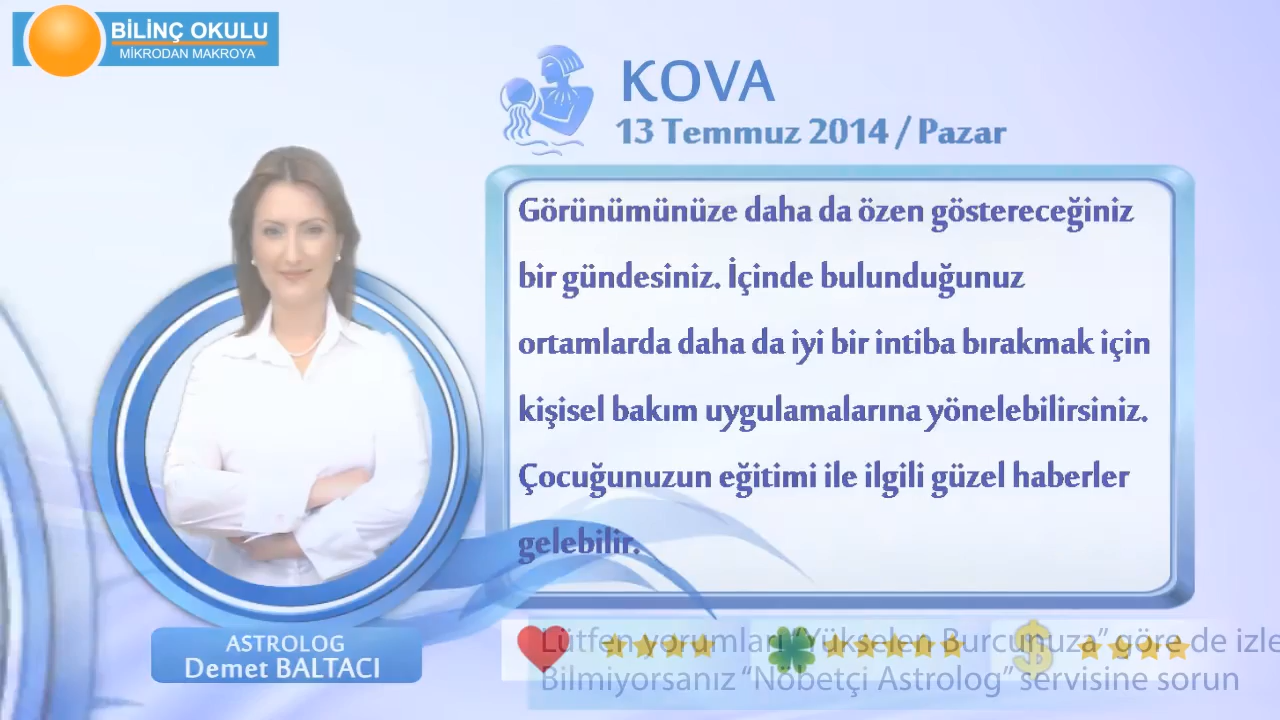 BİLİNÇ OKULU
MİKRODAN MAKROYA
KOVA
13 Temmuz 2014 / Pazar
Görünümünüze daha da özen göstereceğiniz
bir gündesiniz. İçinde bulunduğunuz
ortamlarda daha da iyi bir intiba bırakmak için
kişisel bakım uygulamalarına yönelebilirsiniz.
Çocuğunuzun eğitimi ile ilgili güzel haberler
gelebilir.
ASTROLOG
Demet BALTACI
Lütfen yorumları "Yükselen Burcunuza" göre de izle
Bilmiyorsanız "Nöbetçi Astrolog" servisine sorun